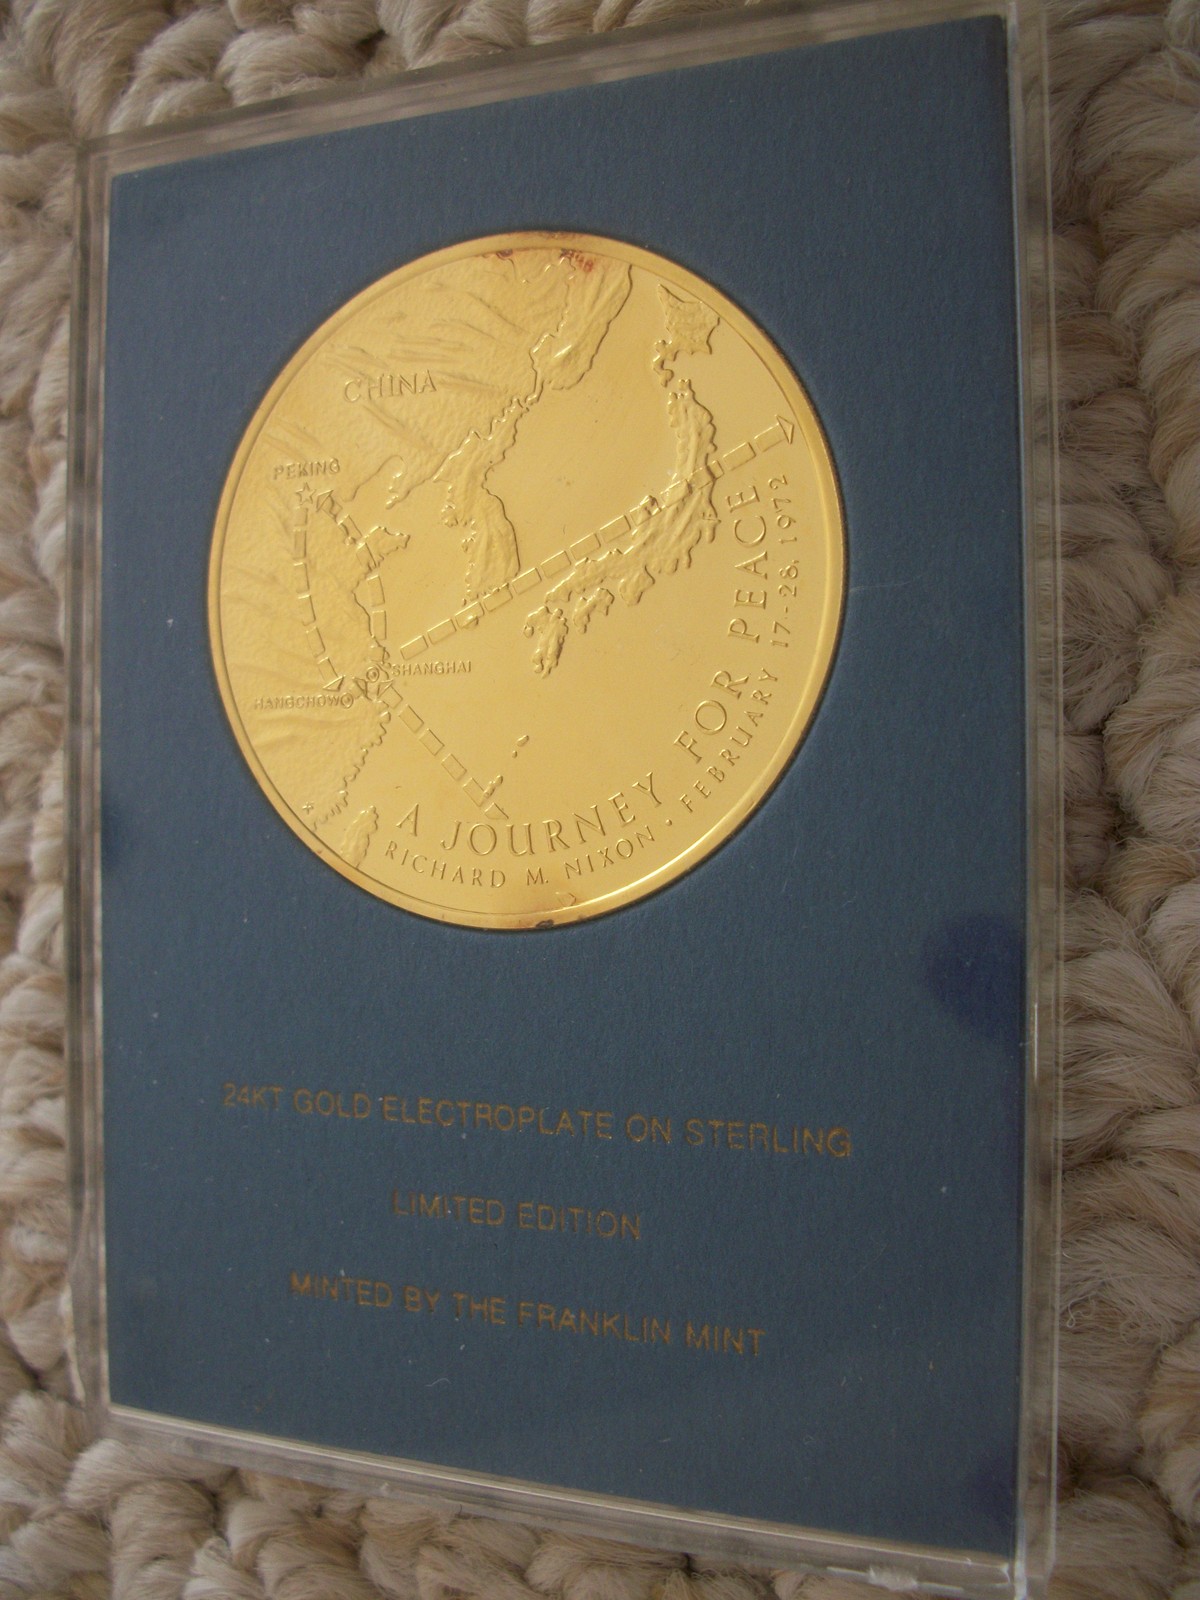 CHINA
PEKING
SHANGHAI
HANGCHOW
A JOURNEY FOR PEACE
RICHARD M. NIXON . FEBRUARY 17-28, 1972
24KT GOLD ELECTROPLATE ON STERLING
LIMITED EDITION
MINTED BY THE FRANKLIN MINT